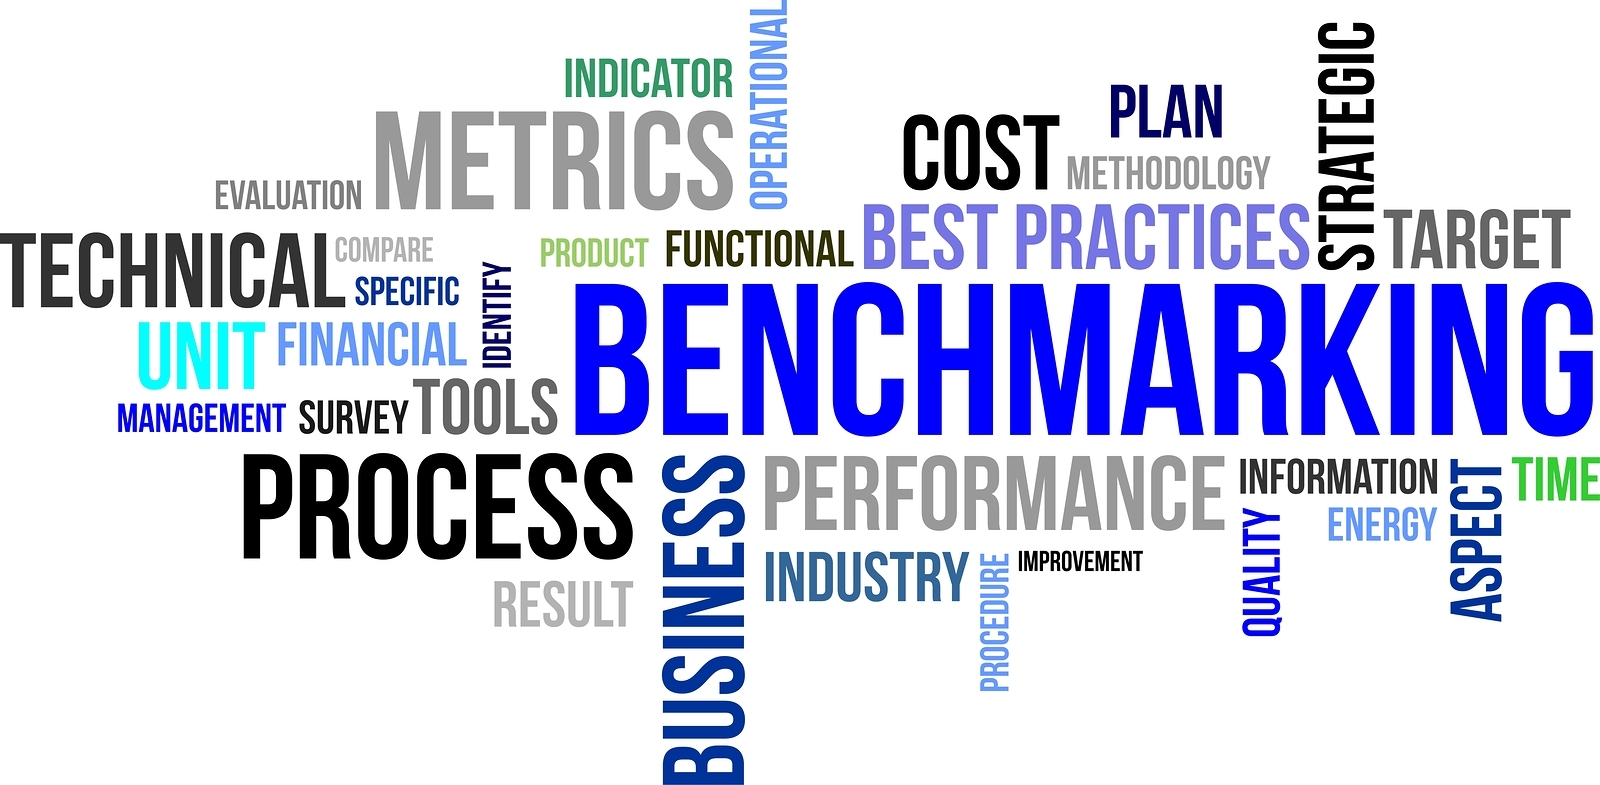 OPERATIONAL
STRATEGIC
INDICATOR
PLAN
METRICS
COST
METHODOLOGY
EVALUATION
BEST PRACTICES
TARGET
TECHNICAL
COMPARE
PRODUCT
FUNCTIONAL
SPECIFIC
IDENTIFY
BENCHMARKING
UNIT
FINANCIAL
TOOLS
MANAGEMENT
SURVEY
PROCESS
BUSINESS
PERFORMANCE
INFORMATION
ASPECT
TIME
ENERGY
QUALITY
INDUSTRY
PROCEDURE
IMPROVEMENT
RESULT